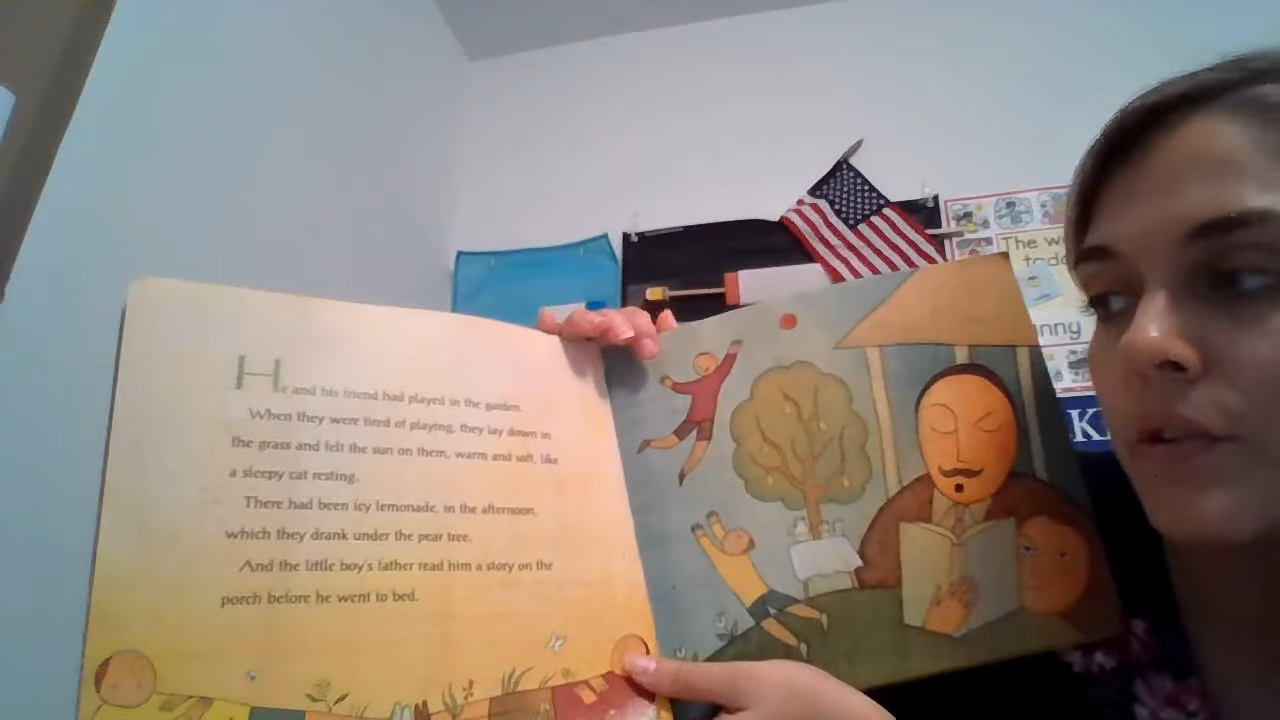 He and his friend had played in the garden.
When they were tired of playing, they lay down in
the grass and felt the sun on them, warm and soft, like
a sleepy cat resting.
There had been icy lemonade, in the afternoon,
which they drank under the pear tree.
And the little boy's father read him a story on the
porch before he went to bed.
The